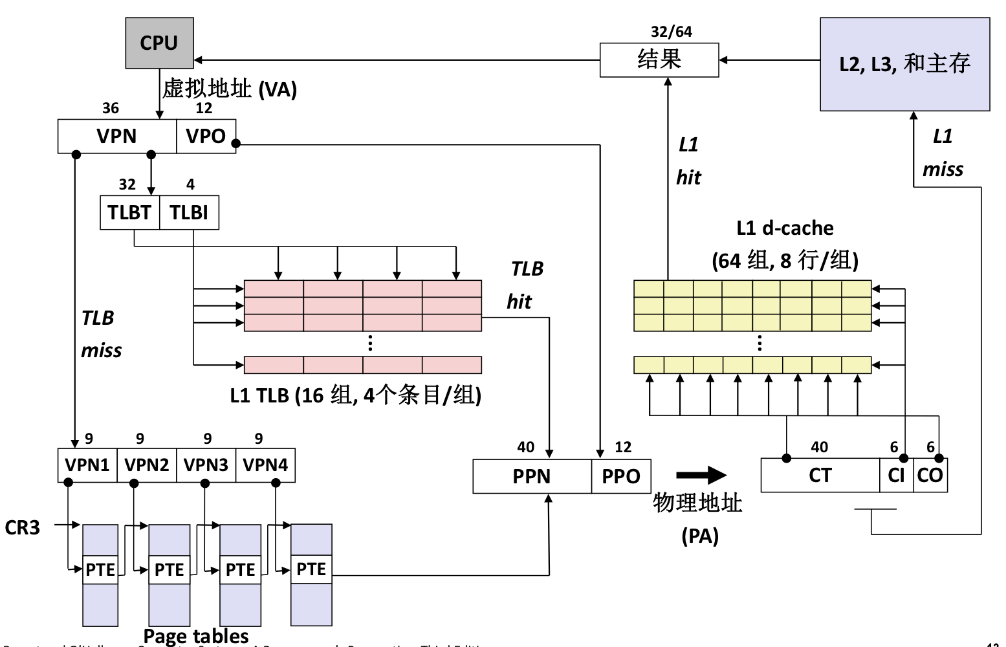 CPU
32/64
结果
L2, L3, 和主存
虚拟地址 (VA)
36
12
VPN
VPO
L1
hit
L1
miss
32
4
TLBT
TLBI
L1 d-cache
(64 组, 8 行/组)
TLB
hit
TLB
miss
L1 TLB (16 组, 4个条目/组)
9
9
9
9
VPN1
VPN2
VPN3
VPN4
40
12
PPN
PPO
物理地址
(PA)
40
6
6
CT
CI
CO
CR3
PTE
PTE
PTE
PTE
Page tables